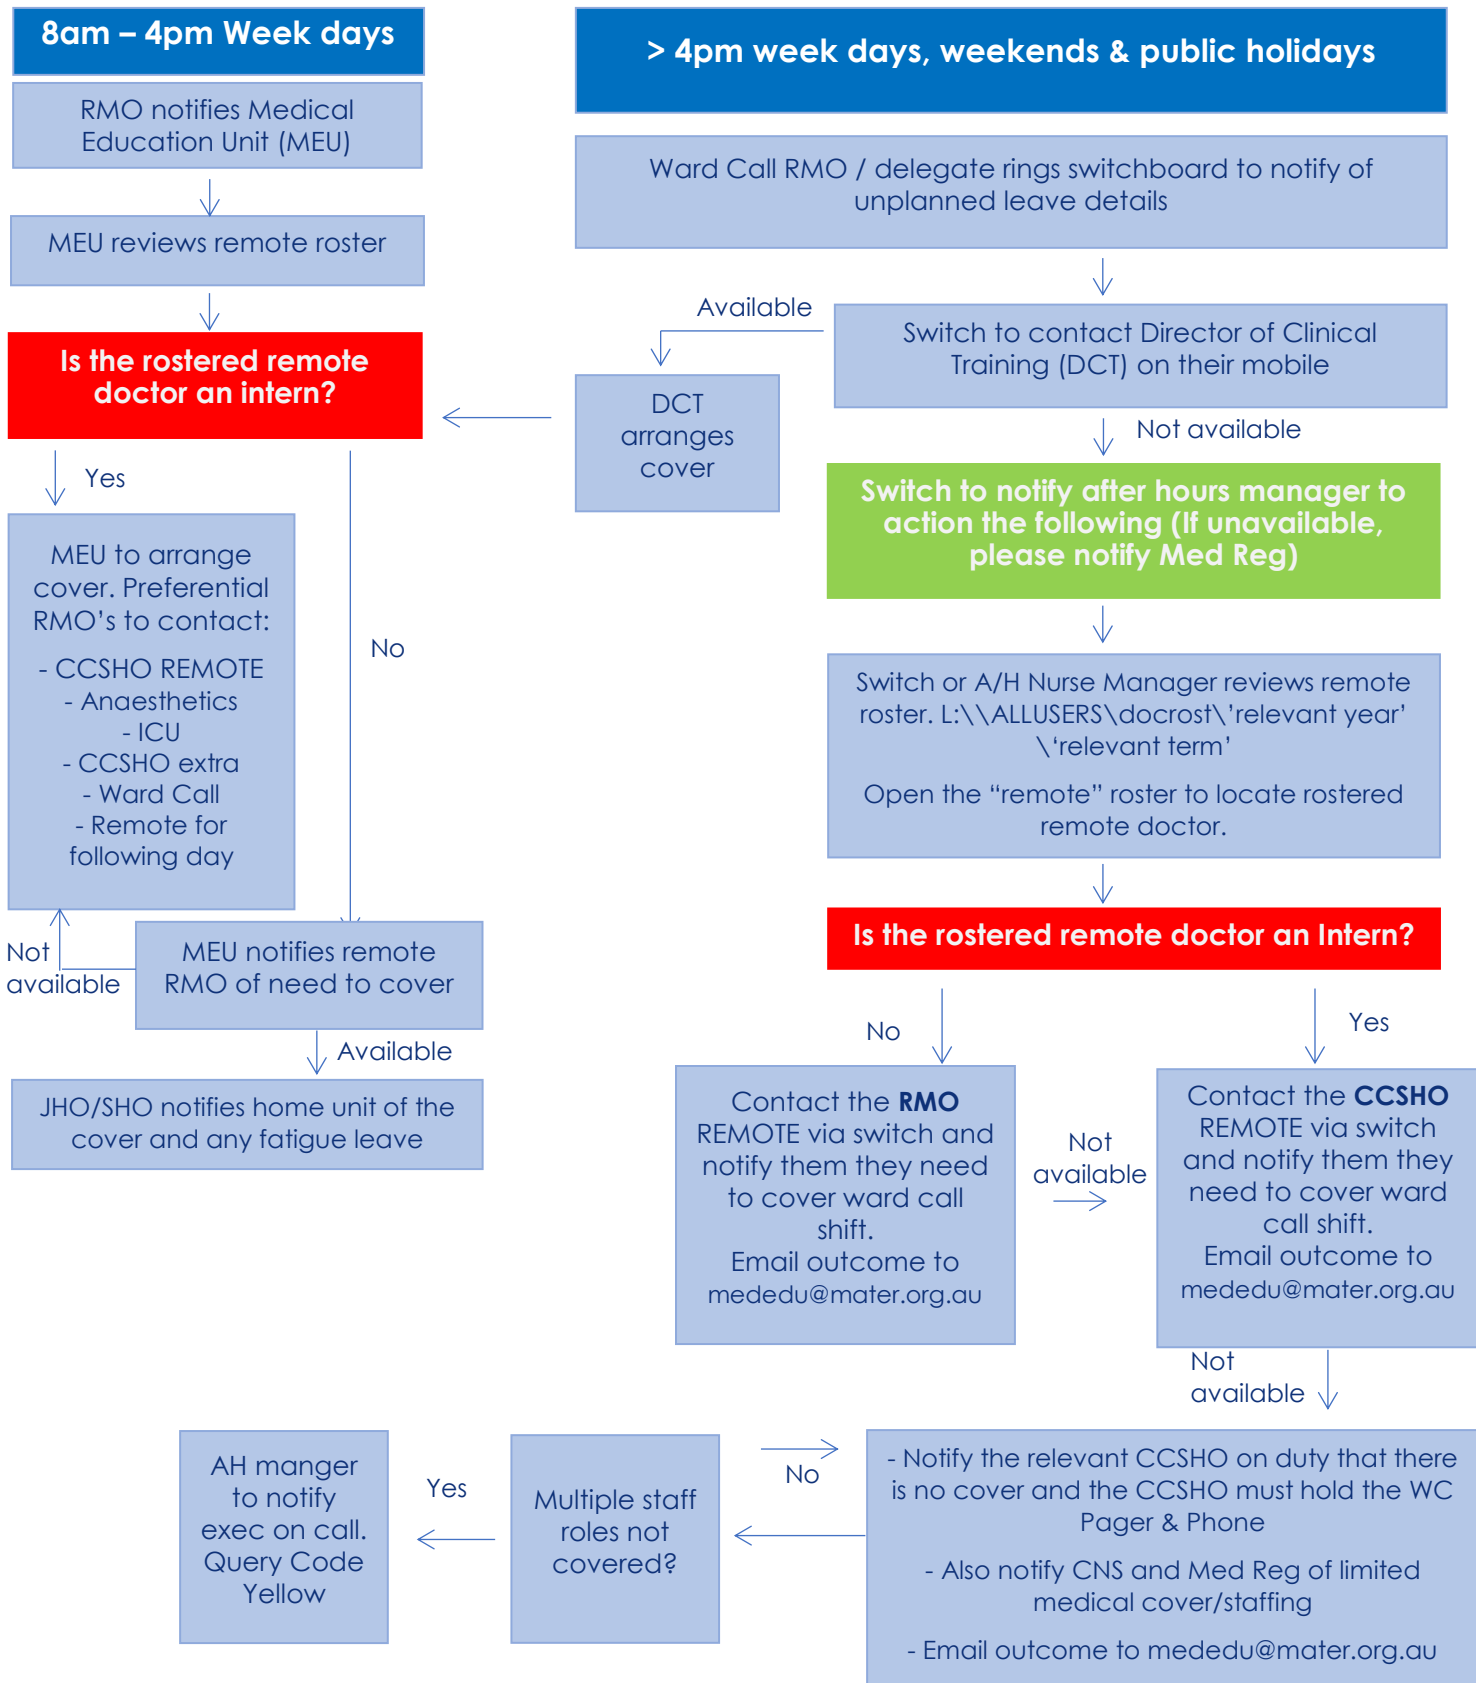 8am – 4pm Week days
RMO notifies Medical
Education Unit (MEU)
MEU reviews remote roster
Is the rostered remote
doctor an intern?
Yes
No
MEU to arrange
cover. Preferential
RMO’s to contact:
- CCSHO REMOTE
- Anaesthetics
- ICU
- CCSHO extra
- Ward Call
- Remote for
following day
Not
available
MEU notifies remote
RMO of need to cover
Available
JHO/SHO notifies home unit of the
cover and any fatigue leave
> 4pm week days, weekends & public holidays
Ward Call RMO / delegate rings switchboard to notify of
unplanned leave details
Available
Switch to contact Director of Clinical
Training (DCT) on their mobile
DCT
arranges
cover
Not available
Switch to notify after hours manager to
action the following (If unavailable,
please notify Med Reg)
Switch or A/H Nurse Manager reviews remote
roster. L:\\ALLUSERS\docrost\’relevant year’
\‘relevant term’
Open the “remote” roster to locate rostered
remote doctor.
Is the rostered remote doctor an Intern?
No
Yes
Contact the RMO
REMOTE via switch and
notify them they need
to cover ward call
shift.
Email outcome to
mededu@mater.org.au
Not
available
Contact the CCSHO
REMOTE via switch
and notify them they
need to cover ward
call shift.
Email outcome to
mededu@mater.org.au
Not
available
- Notify the relevant CCSHO on duty that there
is no cover and the CCSHO must hold the WC
Pager & Phone
- Also notify CNS and Med Reg of limited
medical cover/staffing
- Email outcome to mededu@mater.org.au
No
Multiple staff
roles not
covered?
Yes
AH manger
to notify
exec on call.
Query Code
Yellow